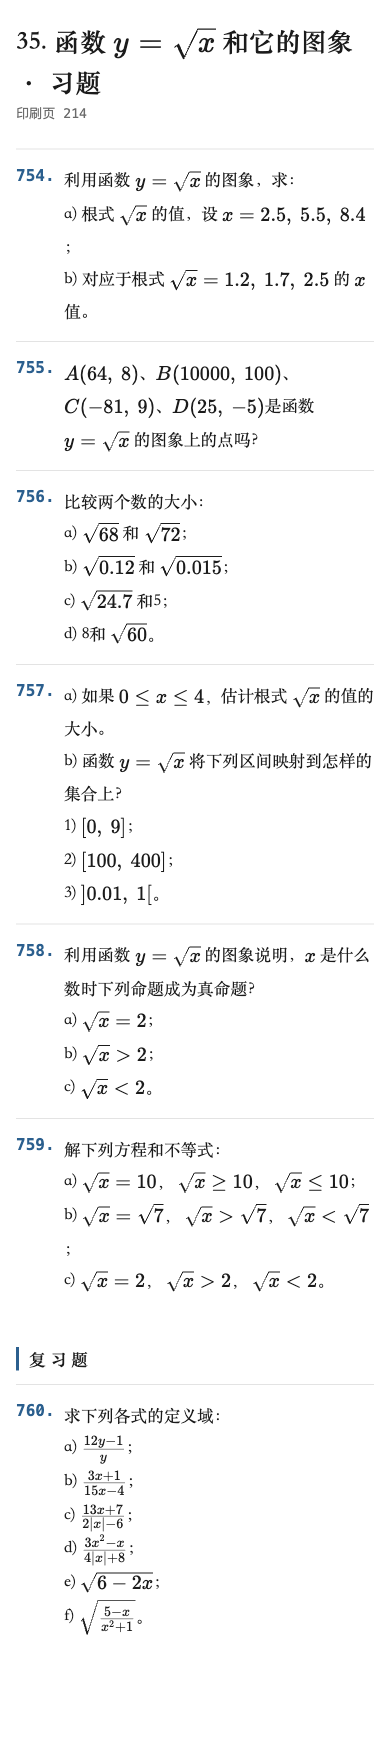 35. 函数 y = √x 和它的图象
· 习题
印刷页 214
754. 利用函数 y = √x 的图象，求：
a) 根式 √x 的值，设 x = 2.5, 5.5, 8.4
；
b) 对应于根式 √x = 1.2, 1.7, 2.5 的 x
值。
755. A(64, 8)、B(10000, 100)、
C(−81, 9)、D(25, −5)是函数
y = √x 的图象上的点吗?
756. 比较两个数的大小：
a) √68 和 √72；
b) √0.12 和 √0.015；
c) √24.7 和5；
d) 8和 √60。
757. a) 如果 0 ≤ x ≤ 4，估计根式 √x 的值的
大小。
b) 函数 y = √x 将下列区间映射到怎样的
集合上?
1) [0, 9]；
2) [100, 400]；
3) ]0.01, 1[。
758. 利用函数 y = √x 的图象说明，x 是什么
数时下列命题成为真命题?
a) √x = 2；
b) √x > 2；
c) √x < 2。
759. 解下列方程和不等式：
a) √x = 10，√x ≥ 10，√x ≤ 10；
b) √x = √7，√x > √7，√x < √7
；
c) √x = 2，√x > 2，√x < 2。
复习题
760. 求下列各式的定义域：
a) (12y−1)/y；
b) (3x+1)/(15x−4)；
c) (13x+7)/(2|x|−6)；
d) (3x²−x)/(4|x|+8)；
e) √(6 − 2x)；
f) √((5−x)/(x²+1))。